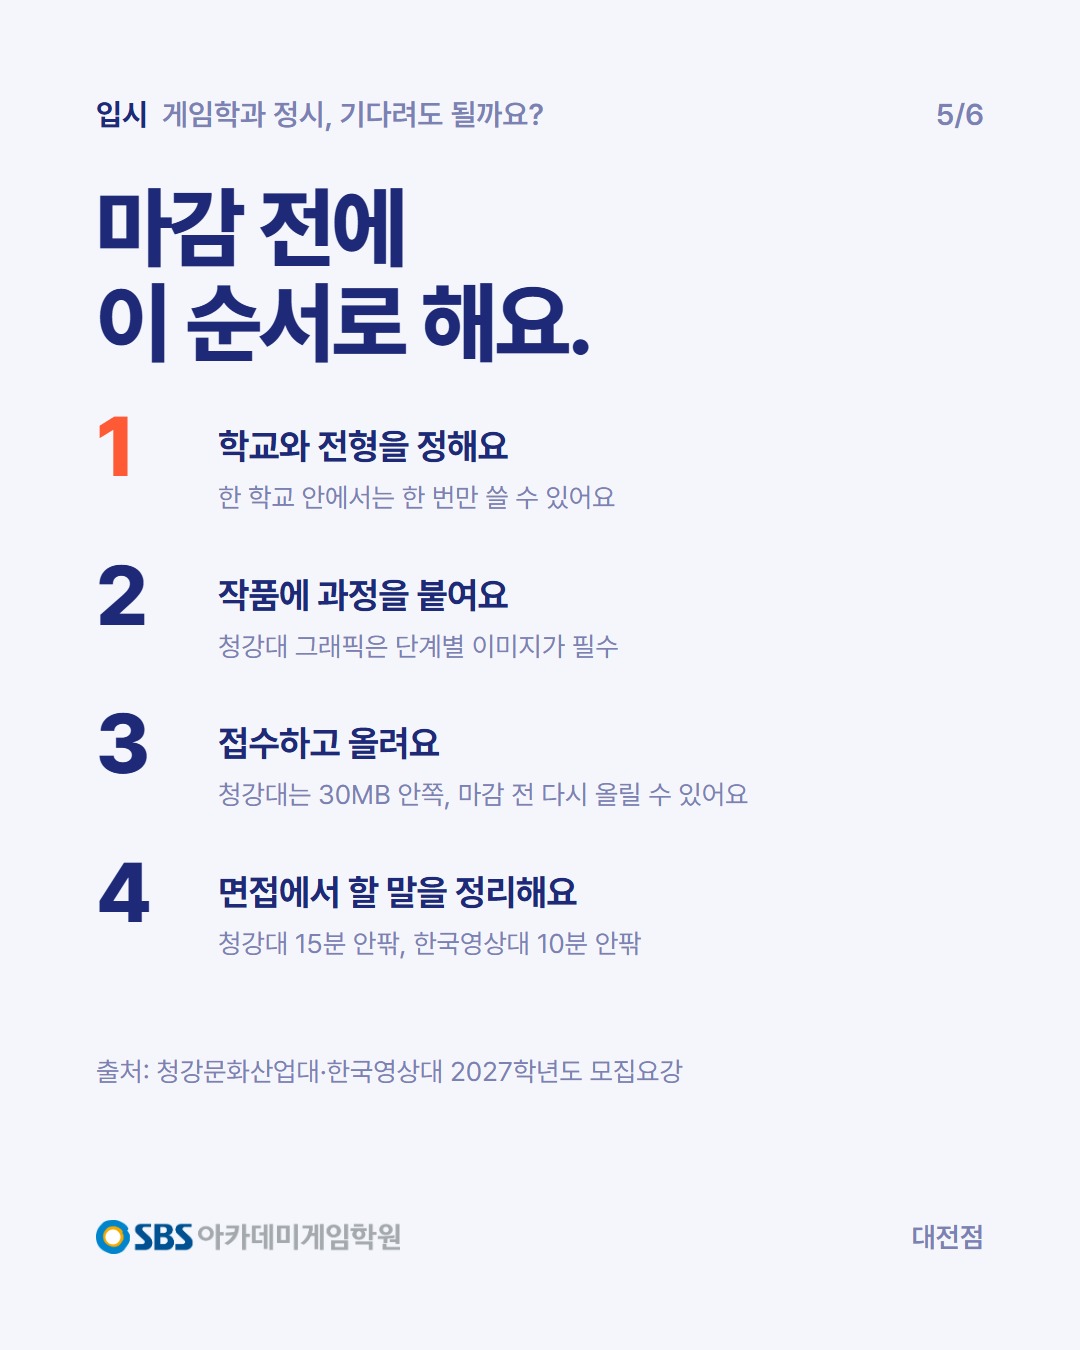 입시 게임학과 정시, 기다려도 될까요?
5/6
마감 전에
이 순서로 해요.
1
학교와 전형을 정해요
한 학교 안에서는 한 번만 쓸 수 있어요
2
작품에 과정을 붙여요
청강대 그래픽은 단계별 이미지가 필수
3
접수하고 올려요
청강대는 30MB 안쪽, 마감 전 다시 올릴 수 있어요
4
면접에서 할 말을 정리해요
청강대 15분 안팎, 한국영상대 10분 안팎
출처: 청강문화산업대·한국영상대 2027학년도 모집요강
SBS 아카데미게임학원
대전점